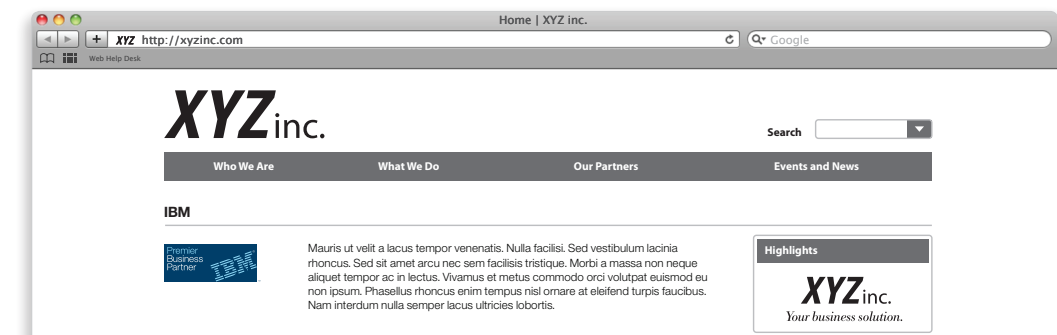 Home | XYZ inc.
XYZ http://xyzinc.com
Google
Web Help Desk
XYZ inc.
Search
Who We Are What We Do Our Partners Events and News
IBM
Premier
Business
Partner
IBM
Mauris ut velit a lacus tempor venenatis. Nulla facilisi. Sed vestibulum lacinia
rhoncus. Sed sit amet arcu nec sem facilisis tristique. Morbi a massa non neque
aliquet tempor ac in lectus. Vivamus et metus commodo orci volutpat euismod eu
non ipsum. Phasellus rhoncus enim tempus nisl ornare at eleifend turpis faucibus.
Nam interdum nulla semper lacus ultricies lobortis.
Highlights
XYZ inc.
Your business solution.